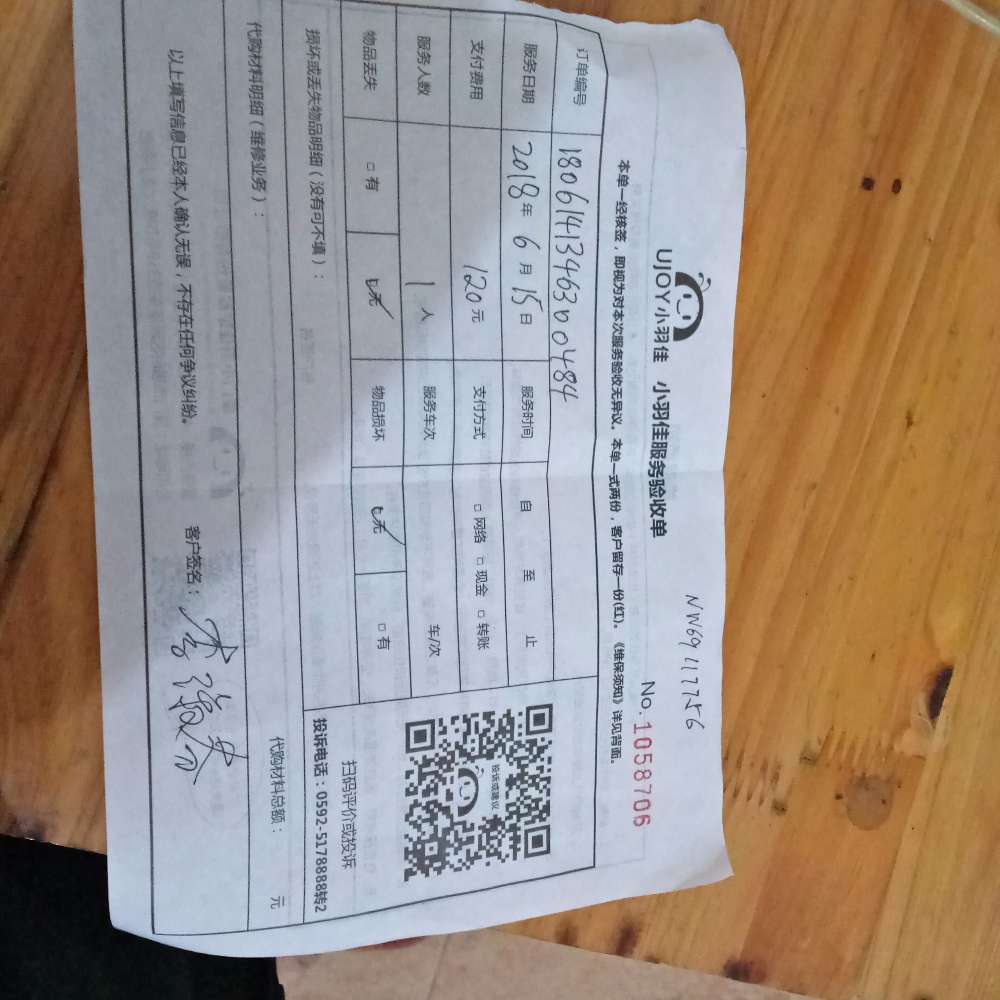 NW69117756
UJOY小羽佳 小羽佳服务验收单
No. 1058706
本单一经核签，即视为对本次服务验收无异议。本单一式两份，客户留存一份(红)。《维保须知》详见背面。
订单编号 1806141346300484
服务日期 2018年 6月 15日 服务时间 自 至 止
支付费用 120元 支付方式 □网络 □现金 □转账
服务人数 1 人 服务车次 车/次
物品丢失 □有 □无 物品损坏 □无 □有
损坏或丢失物品明细（没有可不填）：
投诉或建议
扫码评价或投诉
投诉电话：0592-5178888转2
代购材料明细（维修业务）： 代购材料总额： 元
以上填写信息已经本人确认无误，不存在任何争议纠纷。 客户签名：